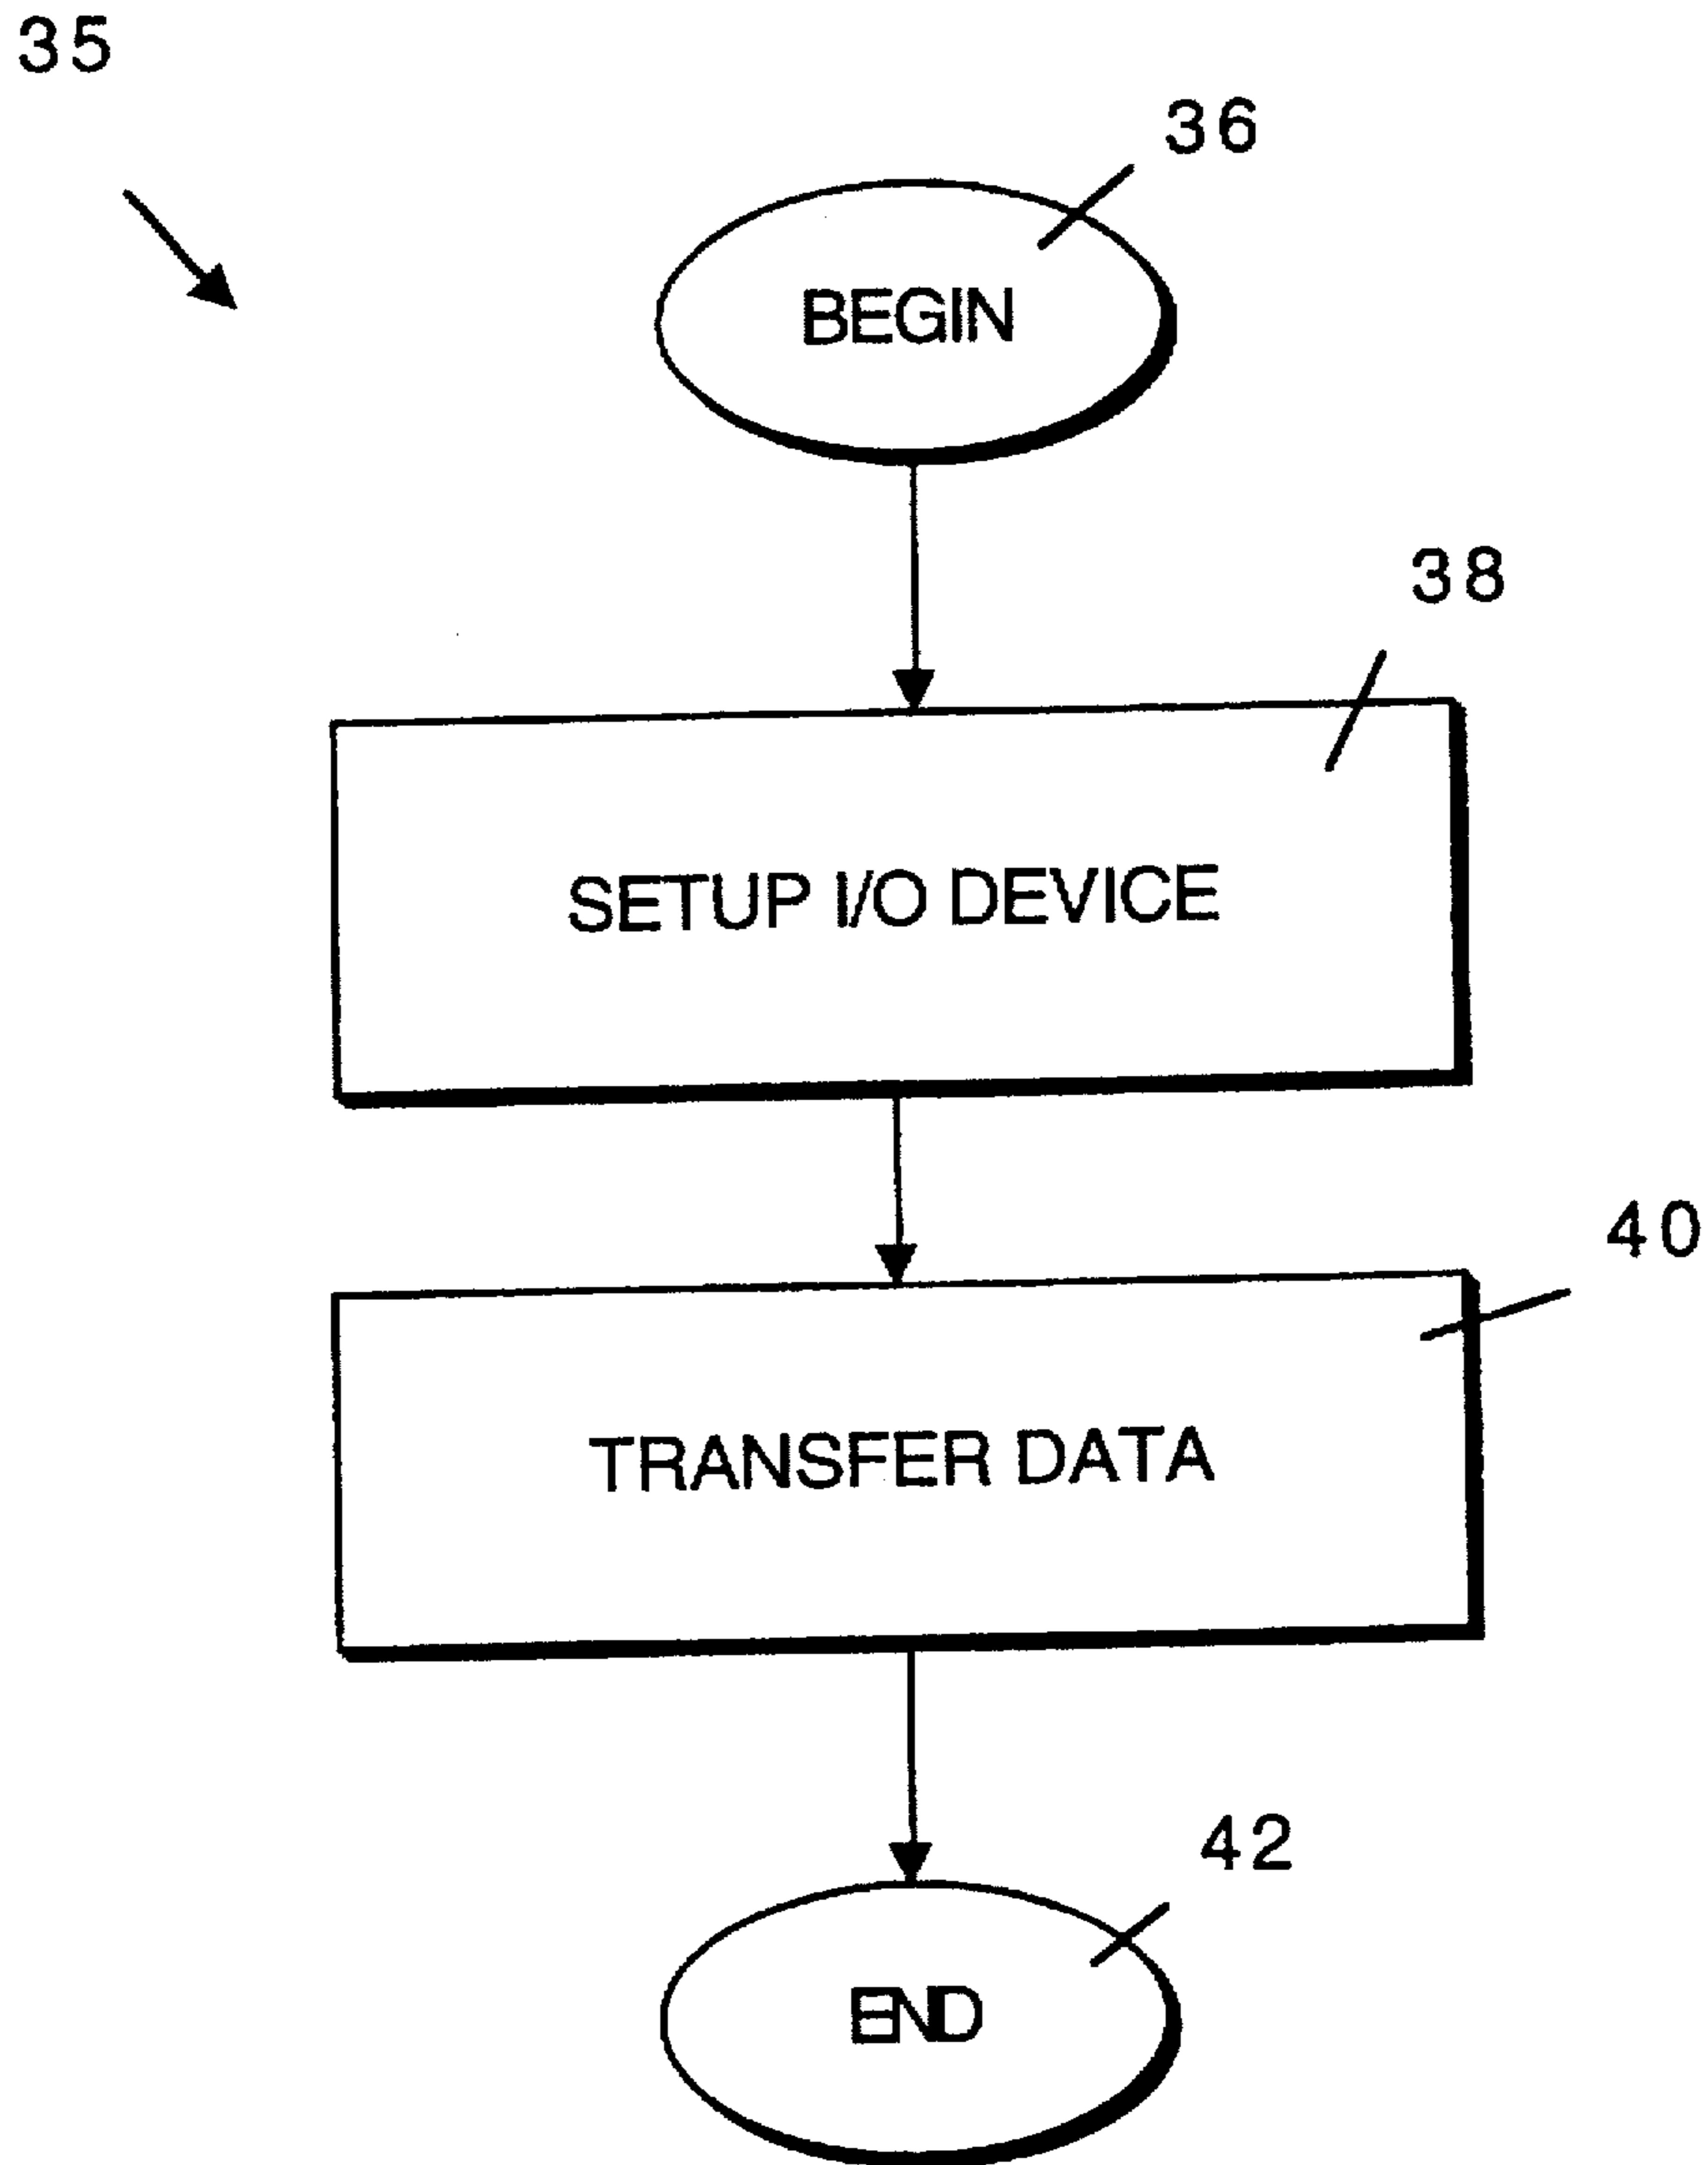 35
36
BEGIN
38
SETUP I/O DEVICE
40
TRANSFER DATA
42
END